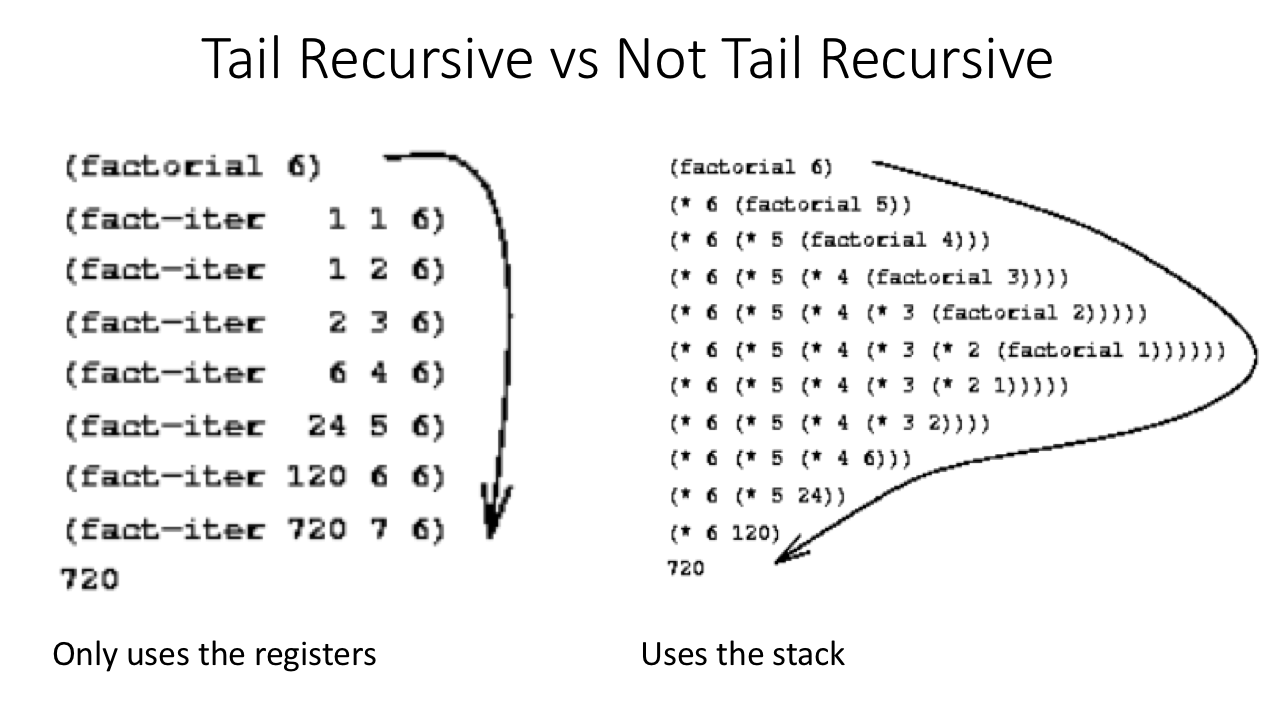 Tail Recursive vs Not Tail Recursive
(factorial 6)
(fact-iter 1 1 6)
(fact-iter 1 2 6)
(fact-iter 2 3 6)
(fact-iter 6 4 6)
(fact-iter 24 5 6)
(fact-iter 120 6 6)
(fact-iter 720 7 6)
720
Only uses the registers
(factorial 6)
(* 6 (factorial 5))
(* 6 (* 5 (factorial 4)))
(* 6 (* 5 (* 4 (factorial 3))))
(* 6 (* 5 (* 4 (* 3 (factorial 2)))))
(* 6 (* 5 (* 4 (* 3 (* 2 (factorial 1))))))
(* 6 (* 5 (* 4 (* 3 (* 2 1)))))
(* 6 (* 5 (* 4 (* 3 2))))
(* 6 (* 5 (* 4 6)))
(* 6 (* 5 24))
(* 6 120)
720
Uses the stack